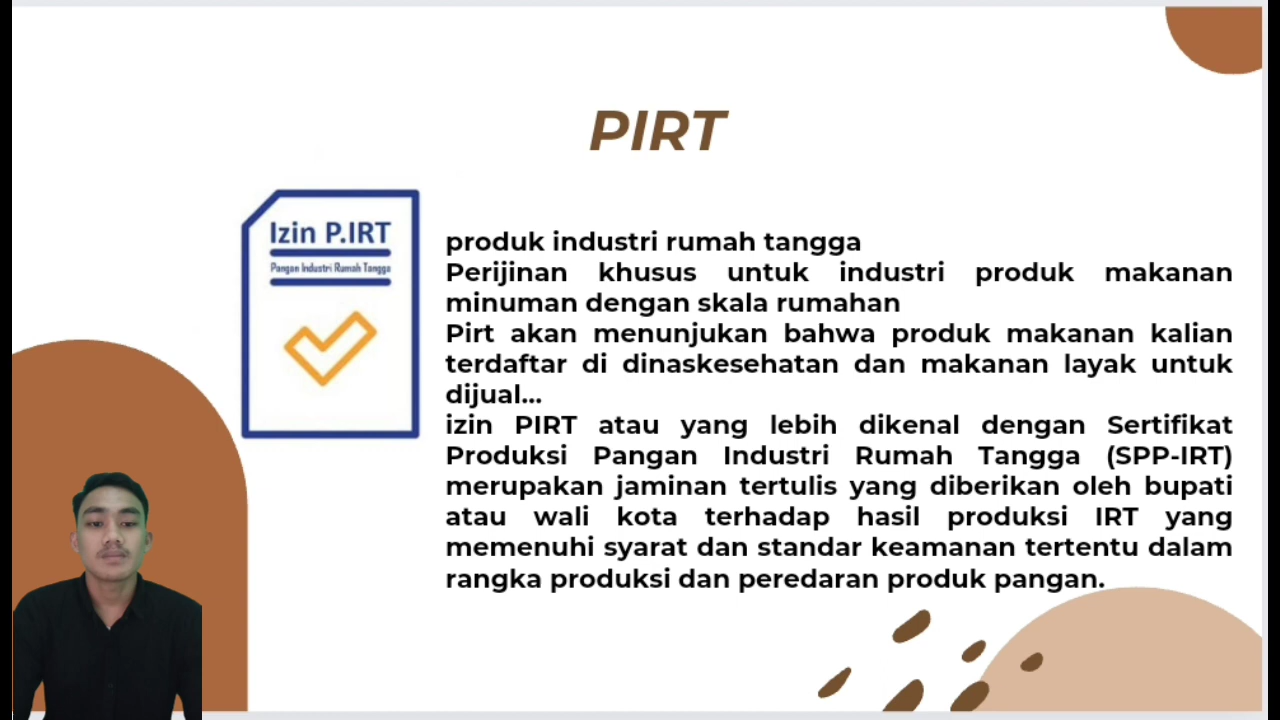 PIRT
Izin P.IRT
Pangan Industri Rumah Tangga
produk industri rumah tangga
Perijinan khusus untuk industri produk makanan
minuman dengan skala rumahan
Pirt akan menunjukan bahwa produk makanan kalian
terdaftar di dinaskesehatan dan makanan layak untuk
dijual...
izin PIRT atau yang lebih dikenal dengan Sertifikat
Produksi Pangan Industri Rumah Tangga (SPP-IRT)
merupakan jaminan tertulis yang diberikan oleh bupati
atau wali kota terhadap hasil produksi IRT yang
memenuhi syarat dan standar keamanan tertentu dalam
rangka produksi dan peredaran produk pangan.